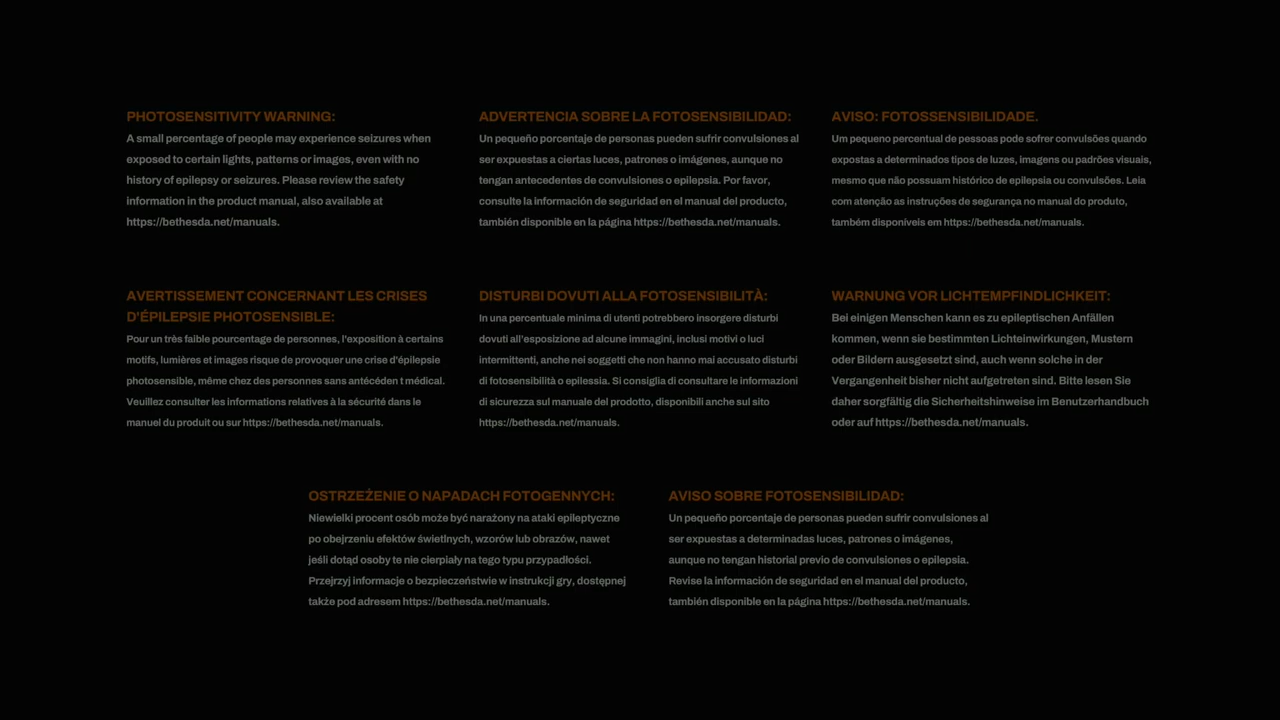 PHOTOSENSITIVITY WARNING:
A small percentage of people may experience seizures when
exposed to certain lights, patterns or images, even with no
history of epilepsy or seizures. Please review the safety
information in the product manual, also available at
https://bethesda.net/manuals.
ADVERTENCIA SOBRE LA FOTOSENSIBILIDAD:
Un pequeño porcentaje de personas pueden sufrir convulsiones al
ser expuestas a ciertas luces, patrones o imágenes, aunque no
tengan antecedentes de convulsiones o epilepsia. Por favor,
consulte la información de seguridad en el manual del producto,
también disponible en la página https://bethesda.net/manuals.
AVISO: FOTOSSENSIBILIDADE.
Um pequeno percentual de pessoas pode sofrer convulsões quando
expostas a determinados tipos de luzes, imagens ou padrões visuais,
mesmo que não possuam histórico de epilepsia ou convulsões. Leia
com atenção as instruções de segurança no manual do produto,
também disponíveis em https://bethesda.net/manuals.
AVERTISSEMENT CONCERNANT LES CRISES
D'ÉPILEPSIE PHOTOSENSIBLE:
Pour un très faible pourcentage de personnes, l'exposition à certains
motifs, lumières et images risque de provoquer une crise d'épilepsie
photosensible, même chez des personnes sans antécéden t médical.
Veuillez consulter les informations relatives à la sécurité dans le
manuel du produit ou sur https://bethesda.net/manuals.
DISTURBI DOVUTI ALLA FOTOSENSIBILITÀ:
In una percentuale minima di utenti potrebbero insorgere disturbi
dovuti all'esposizione ad alcune immagini, inclusi motivi o luci
intermittenti, anche nei soggetti che non hanno mai accusato disturbi
di fotosensibilità o epilessia. Si consiglia di consultare le informazioni
di sicurezza sul manuale del prodotto, disponibili anche sul sito
https://bethesda.net/manuals.
WARNUNG VOR LICHTEMPFINDLICHKEIT:
Bei einigen Menschen kann es zu epileptischen Anfällen
kommen, wenn sie bestimmten Lichteinwirkungen, Mustern
oder Bildern ausgesetzt sind, auch wenn solche in der
Vergangenheit bisher nicht aufgetreten sind. Bitte lesen Sie
daher sorgfältig die Sicherheitshinweise im Benutzerhandbuch
oder auf https://bethesda.net/manuals.
OSTRZEŻENIE O NAPADACH FOTOGENNYCH:
Niewielki procent osób może być narażony na ataki epileptyczne
po obejrzeniu efektów świetlnych, wzorów lub obrazów, nawet
jeśli dotąd osoby te nie cierpiały na tego typu przypadłości.
Przejrzyj informacje o bezpieczeństwie w instrukcji gry, dostępnej
także pod adresem https://bethesda.net/manuals.
AVISO SOBRE FOTOSENSIBILIDAD:
Un pequeño porcentaje de personas pueden sufrir convulsiones al
ser expuestas a determinadas luces, patrones o imágenes,
aunque no tengan historial previo de convulsiones o epilepsia.
Revise la información de seguridad en el manual del producto,
también disponible en la página https://bethesda.net/manuals.